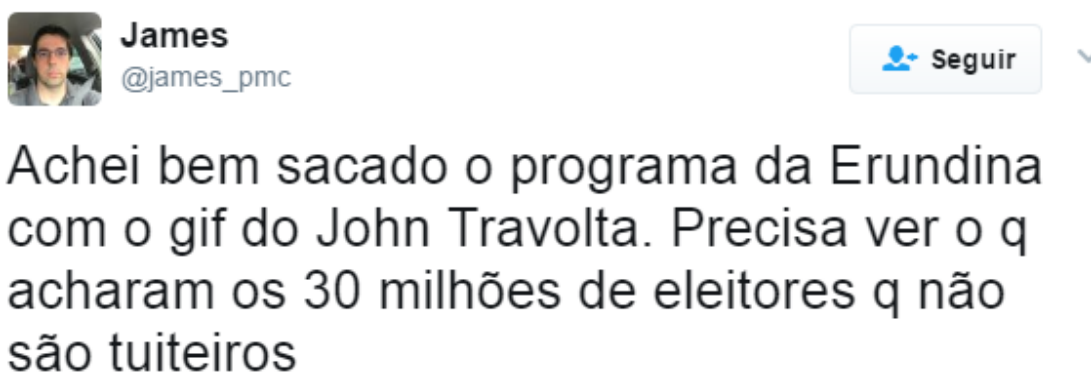 James
@james_pmc
Seguir
Achei bem sacado o programa da Erundina
com o gif do John Travolta. Precisa ver o q
acharam os 30 milhões de eleitores q não
são tuiteiros